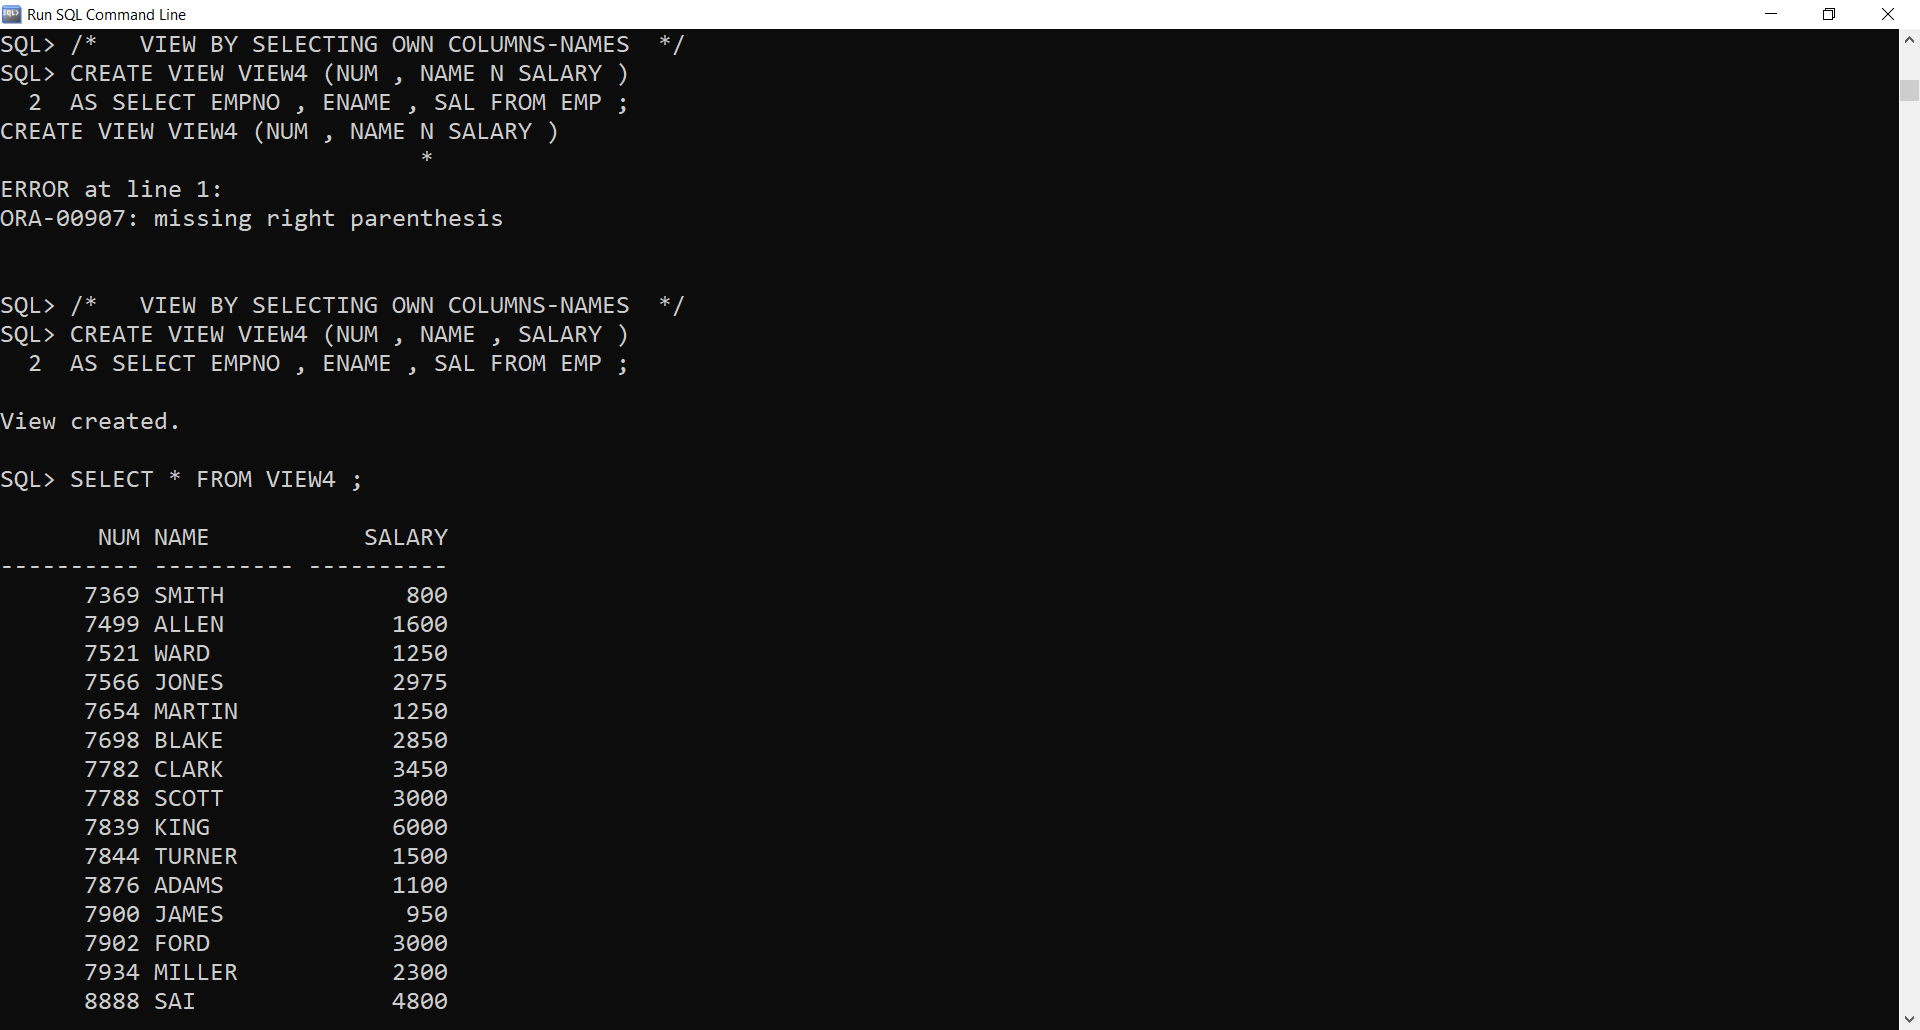 Run SQL Command Line
SQL> /*   VIEW BY SELECTING OWN COLUMNS-NAMES  */
SQL> CREATE VIEW VIEW4 (NUM , NAME N SALARY )
  2  AS SELECT EMPNO , ENAME , SAL FROM EMP ;
CREATE VIEW VIEW4 (NUM , NAME N SALARY )
                              *
ERROR at line 1:
ORA-00907: missing right parenthesis
SQL> /*   VIEW BY SELECTING OWN COLUMNS-NAMES  */
SQL> CREATE VIEW VIEW4 (NUM , NAME , SALARY )
  2  AS SELECT EMPNO , ENAME , SAL FROM EMP ;
View created.
SQL> SELECT * FROM VIEW4 ;
       NUM NAME           SALARY
---------- ---------- ----------
      7369 SMITH             800
      7499 ALLEN            1600
      7521 WARD             1250
      7566 JONES            2975
      7654 MARTIN           1250
      7698 BLAKE            2850
      7782 CLARK            3450
      7788 SCOTT            3000
      7839 KING             6000
      7844 TURNER           1500
      7876 ADAMS            1100
      7900 JAMES             950
      7902 FORD             3000
      7934 MILLER           2300
      8888 SAI              4800